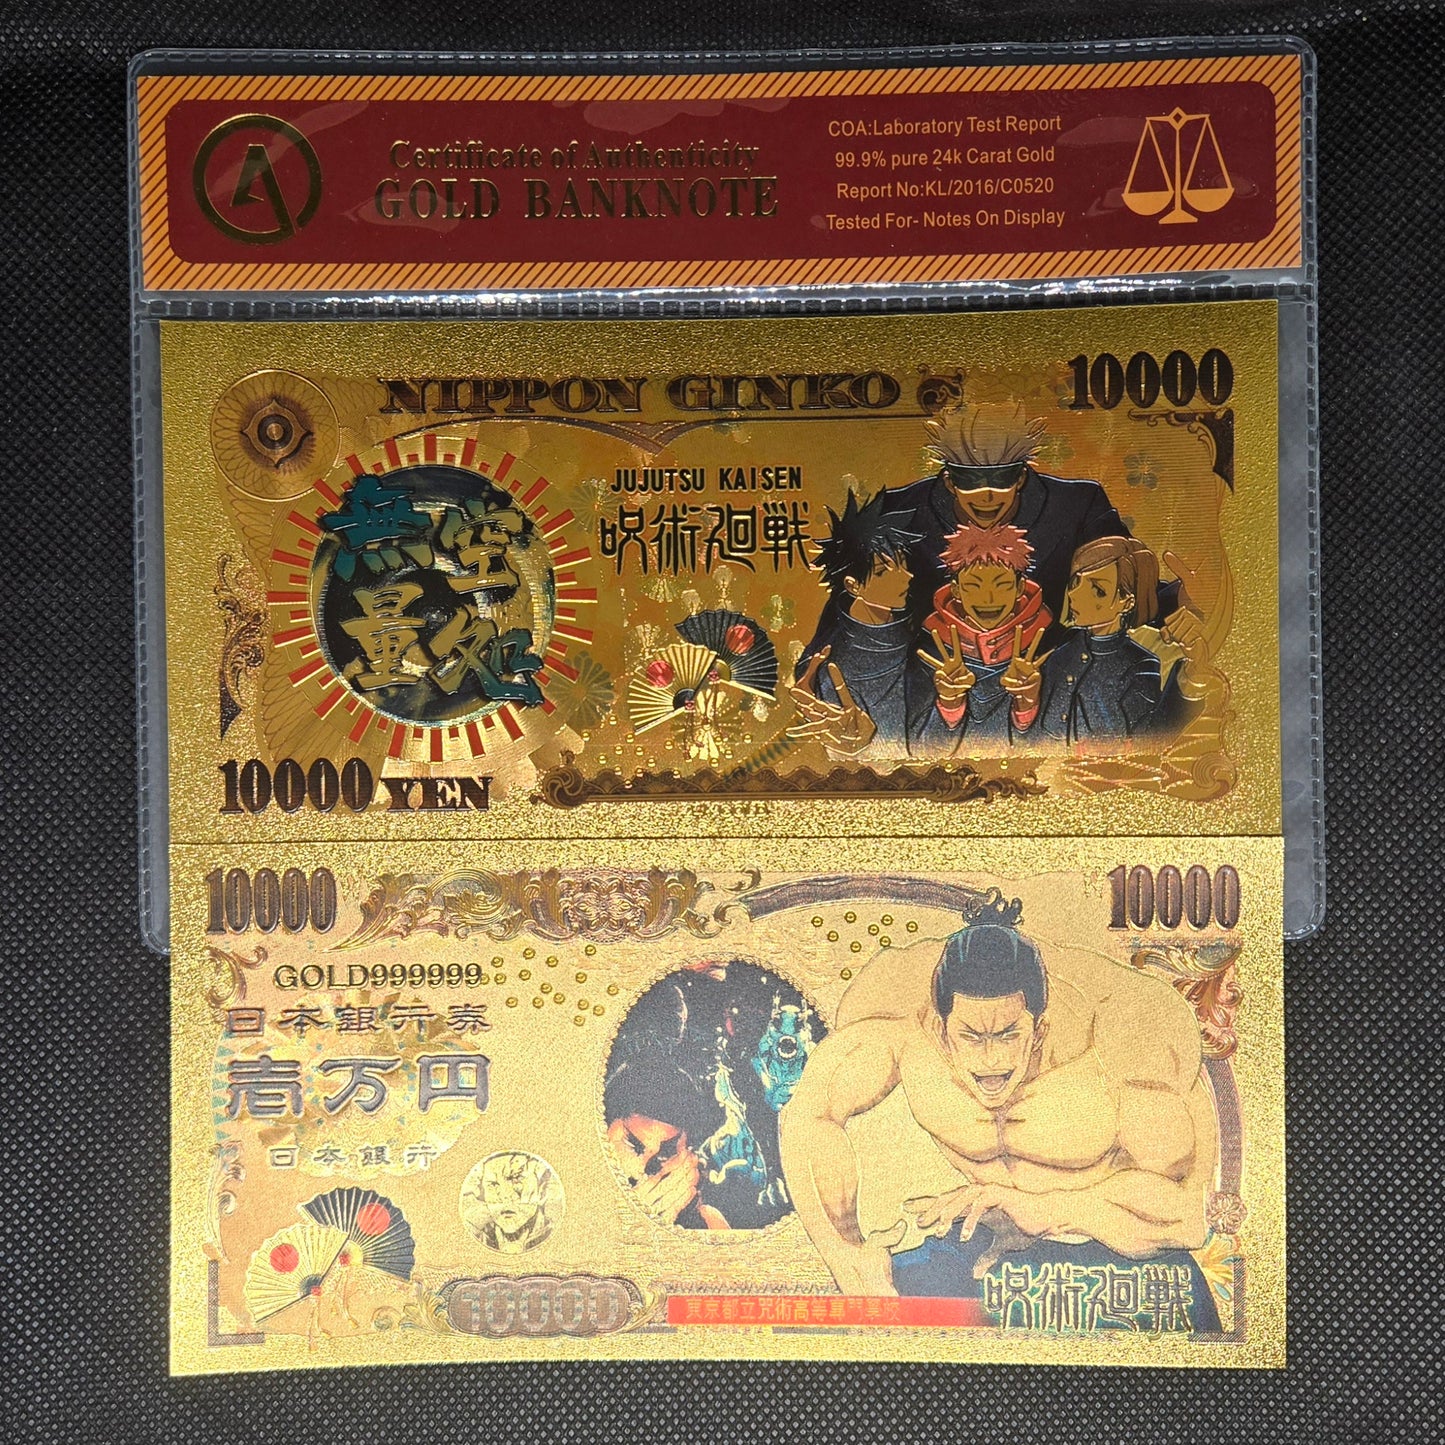 Certificate of Authenticity
GOLD BANKNOTE
COA:Laboratory Test Report
99.9% pure 24k Carat Gold
Report No:KL/2016/C0520
Tested For- Notes On Display
NIPPON GINKO
10000
JUJUTSU KAISEN
呪術廻戦
無空
量処
10000 YEN
10000
10000
GOLD999999
日本銀行券
壱万円
日本銀行
10000
東京都立咒術高等専門學校
呪術廻戦